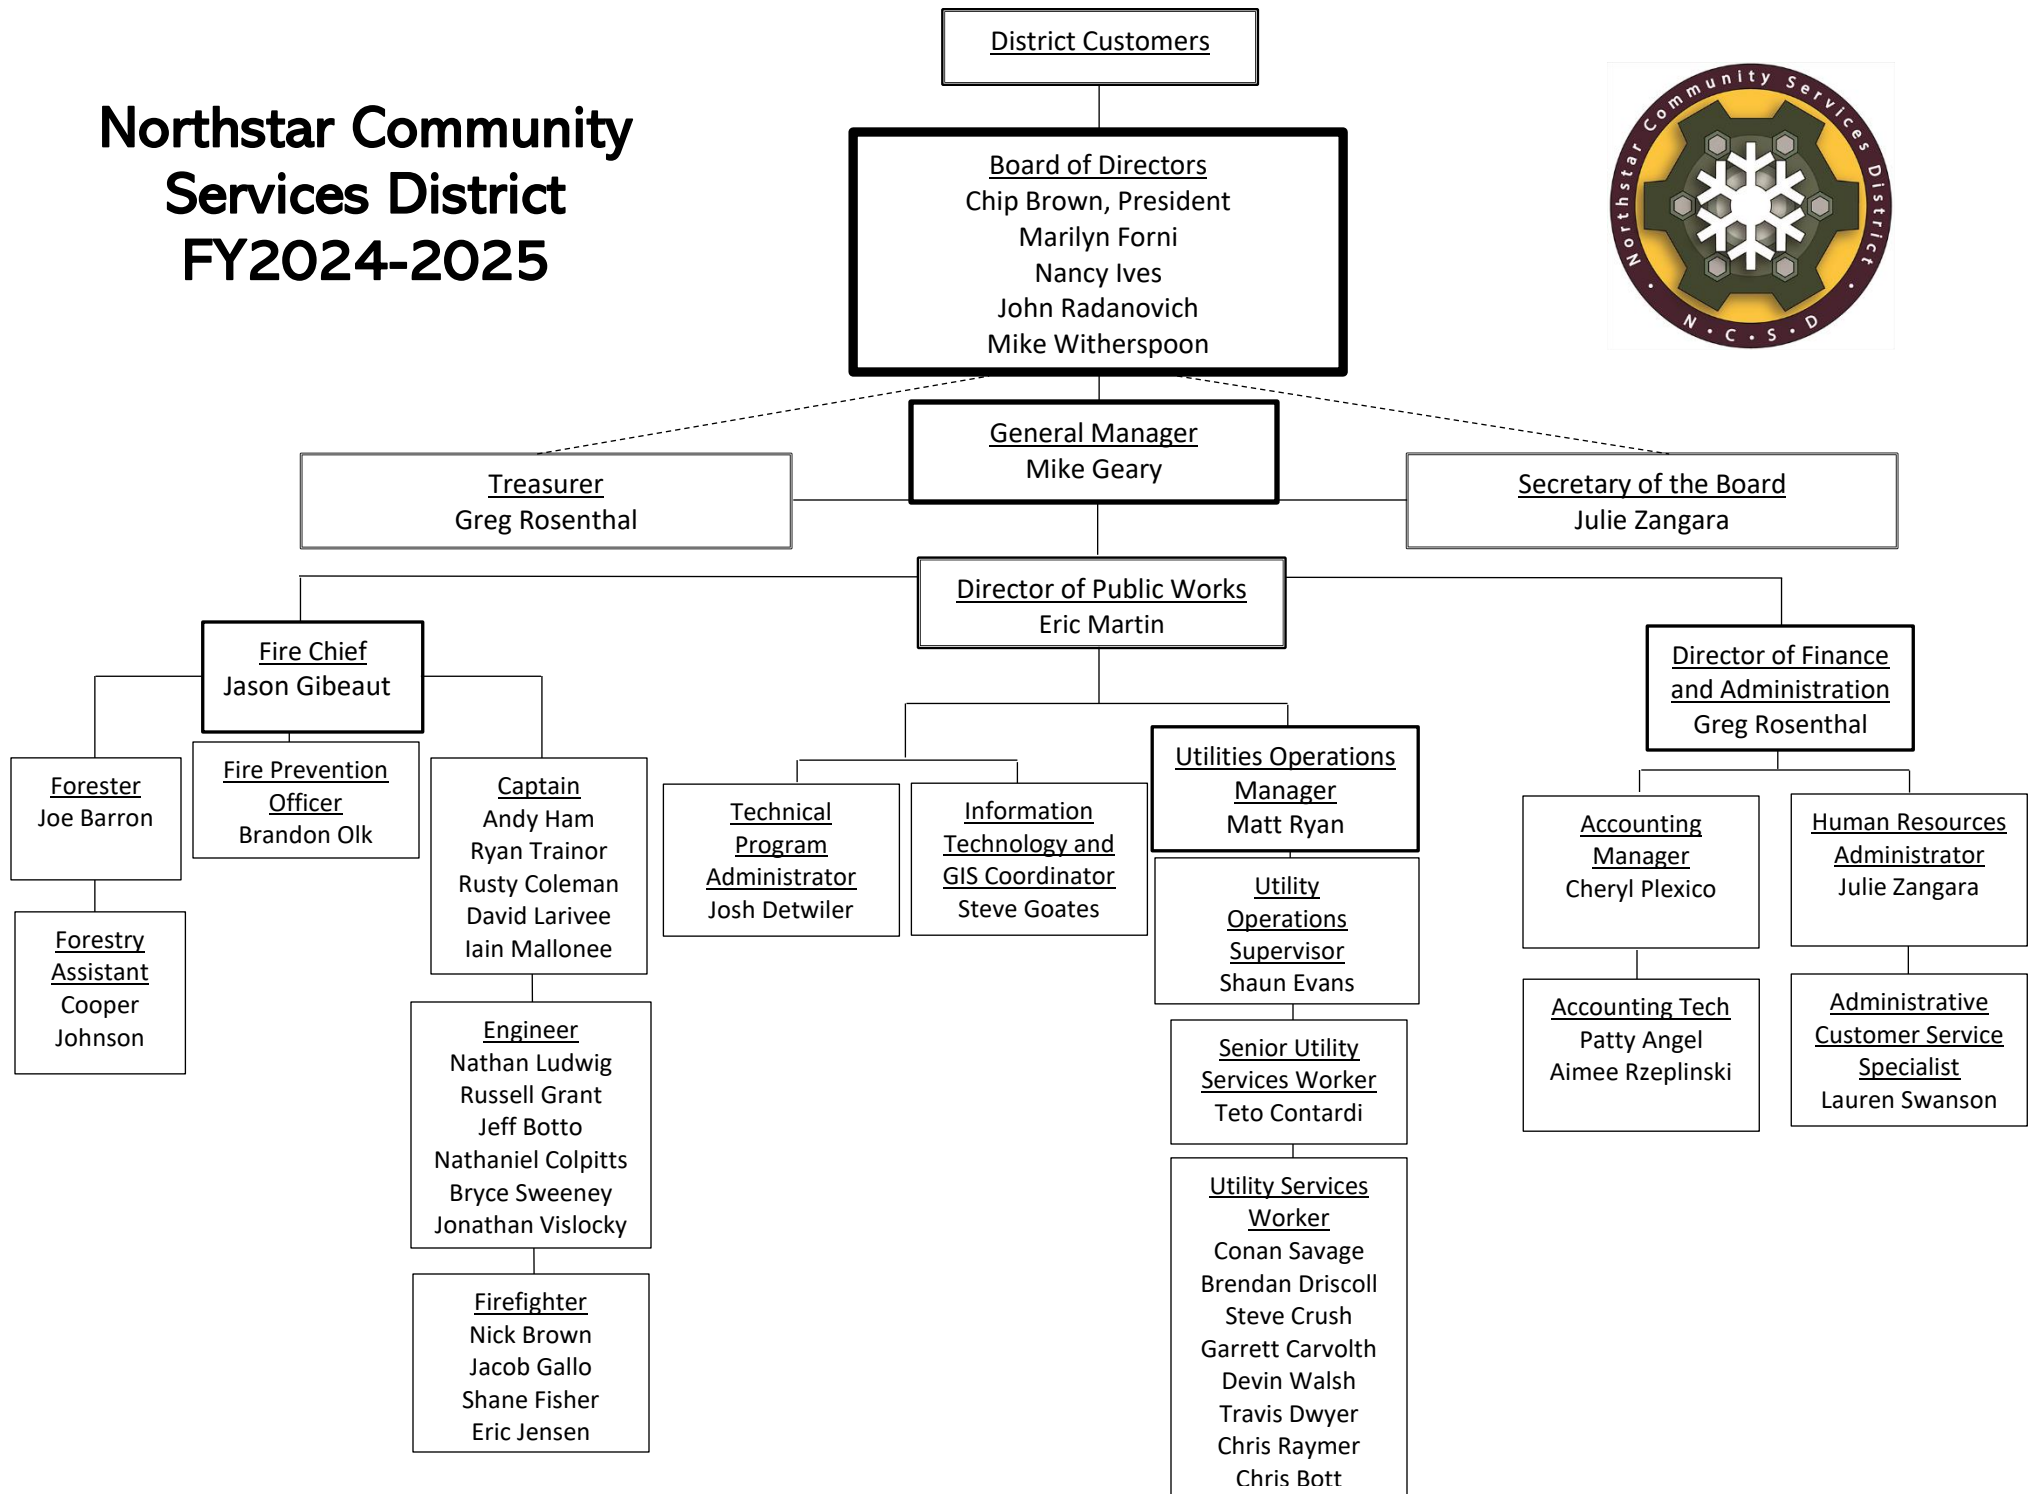 District Customers
Northstar Community
Services District
FY2024-2025
Board of Directors
Chip Brown, President
Marilyn Forni
Nancy Ives
John Radanovich
Mike Witherspoon
Northstar Community Services District
N • C • S • D
General Manager
Mike Geary
Treasurer
Greg Rosenthal
Secretary of the Board
Julie Zangara
Director of Public Works
Eric Martin
Fire Chief
Jason Gibeaut
Director of Finance
and Administration
Greg Rosenthal
Forester
Joe Barron
Fire Prevention
Officer
Brandon Olk
Captain
Andy Ham
Ryan Trainor
Rusty Coleman
David Larivee
Iain Mallonee
Technical
Program
Administrator
Josh Detwiler
Information
Technology and
GIS Coordinator
Steve Goates
Utilities Operations
Manager
Matt Ryan
Utility
Operations
Supervisor
Shaun Evans
Accounting
Manager
Cheryl Plexico
Human Resources
Administrator
Julie Zangara
Forestry
Assistant
Cooper
Johnson
Engineer
Nathan Ludwig
Russell Grant
Jeff Botto
Nathaniel Colpitts
Bryce Sweeney
Jonathan Vislocky
Senior Utility
Services Worker
Teto Contardi
Accounting Tech
Patty Angel
Aimee Rzeplinski
Administrative
Customer Service
Specialist
Lauren Swanson
Firefighter
Nick Brown
Jacob Gallo
Shane Fisher
Eric Jensen
Utility Services
Worker
Conan Savage
Brendan Driscoll
Steve Crush
Garrett Carvolth
Devin Walsh
Travis Dwyer
Chris Raymer
Chris Bott